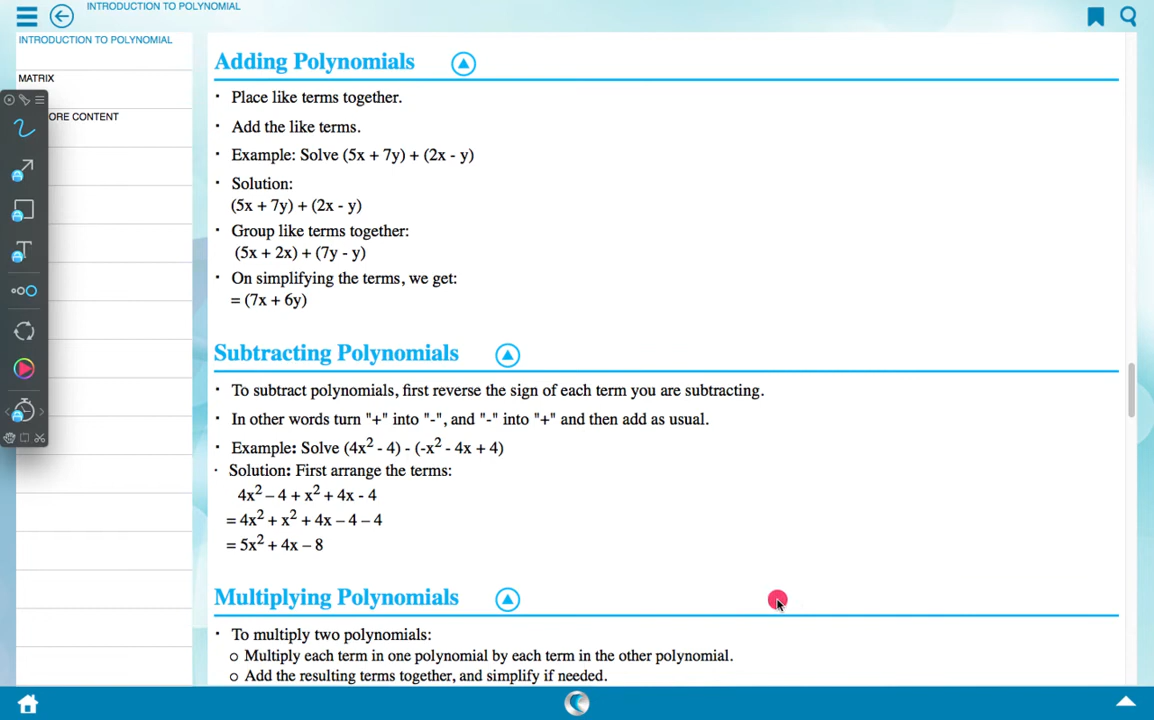 INTRODUCTION TO POLYNOMIAL
INTRODUCTION TO POLYNOMIAL
MATRIX
ORE CONTENT
T
Adding Polynomials
· Place like terms together.
· Add the like terms.
· Example: Solve (5x + 7y) + (2x - y)
· Solution:
(5x + 7y) + (2x - y)
· Group like terms together:
(5x + 2x) + (7y - y)
· On simplifying the terms, we get:
= (7x + 6y)
Subtracting Polynomials
· To subtract polynomials, first reverse the sign of each term you are subtracting.
· In other words turn "+" into "-", and "-" into "+" and then add as usual.
· Example: Solve (4x² - 4) - (-x² - 4x + 4)
· Solution: First arrange the terms:
4x² – 4 + x² + 4x - 4
= 4x² + x² + 4x – 4 – 4
= 5x² + 4x – 8
Multiplying Polynomials
· To multiply two polynomials:
o Multiply each term in one polynomial by each term in the other polynomial.
o Add the resulting terms together, and simplify if needed.